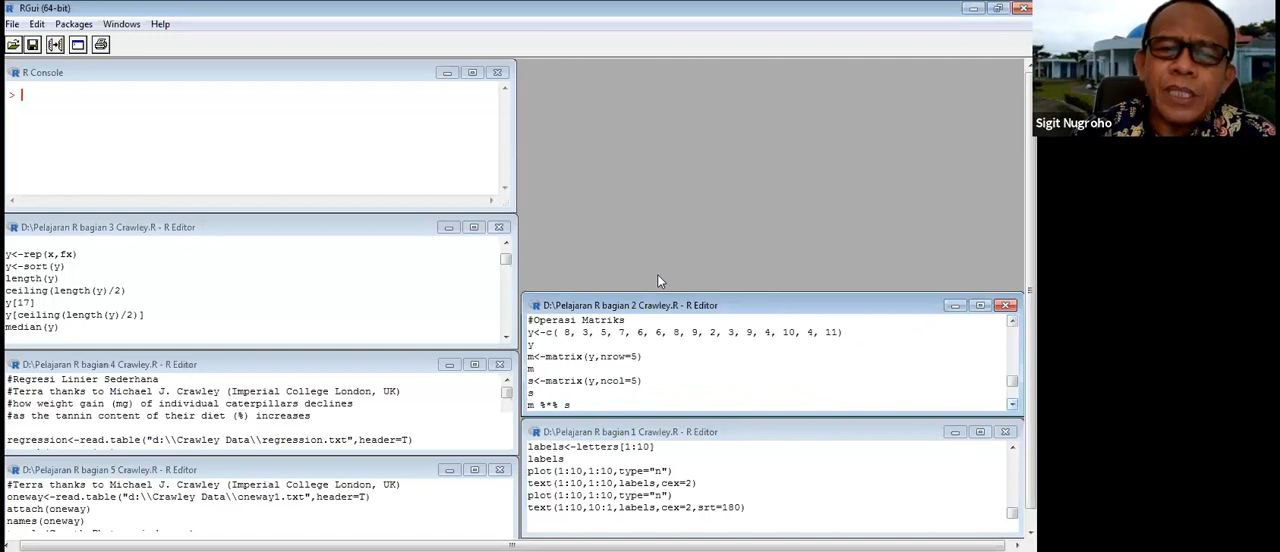 RGui (64-bit)
File Edit Packages Windows Help
R Console
>
D:\Pelajaran R bagian 3 Crawley.R - R Editor
y<-rep(x,fx)
y<-sort(y)
length(y)
ceiling(length(y)/2)
y[17]
y[ceiling(length(y)/2)]
median(y)
D:\Pelajaran R bagian 4 Crawley.R - R Editor
#Regresi Linier Sederhana
#Terra thanks to Michael J. Crawley (Imperial College London, UK)
#how weight gain (mg) of individual caterpillars declines
#as the tannin content of their diet (%) increases
regression<-read.table("d:\\Crawley Data\\regression.txt",header=T)
D:\Pelajaran R bagian 5 Crawley.R - R Editor
#Terra thanks to Michael J. Crawley (Imperial College London, UK)
oneway<-read.table("d:\\Crawley Data\\oneway1.txt",header=T)
attach(oneway)
names(oneway)
D:\Pelajaran R bagian 2 Crawley.R - R Editor
#Operasi Matriks
y<-c( 8, 3, 5, 7, 6, 6, 8, 9, 2, 3, 9, 4, 10, 4, 11)
y
m<-matrix(y,nrow=5)
m
s<-matrix(y,ncol=5)
s
m %*% s
D:\Pelajaran R bagian 1 Crawley.R - R Editor
labels<-letters[1:10]
labels
plot(1:10,1:10,type="n")
text(1:10,10:1,labels,cex=2)
plot(1:10,1:10,type="n")
text(1:10,10:1,labels,cex=2,srt=180)
Sigit Nugroho